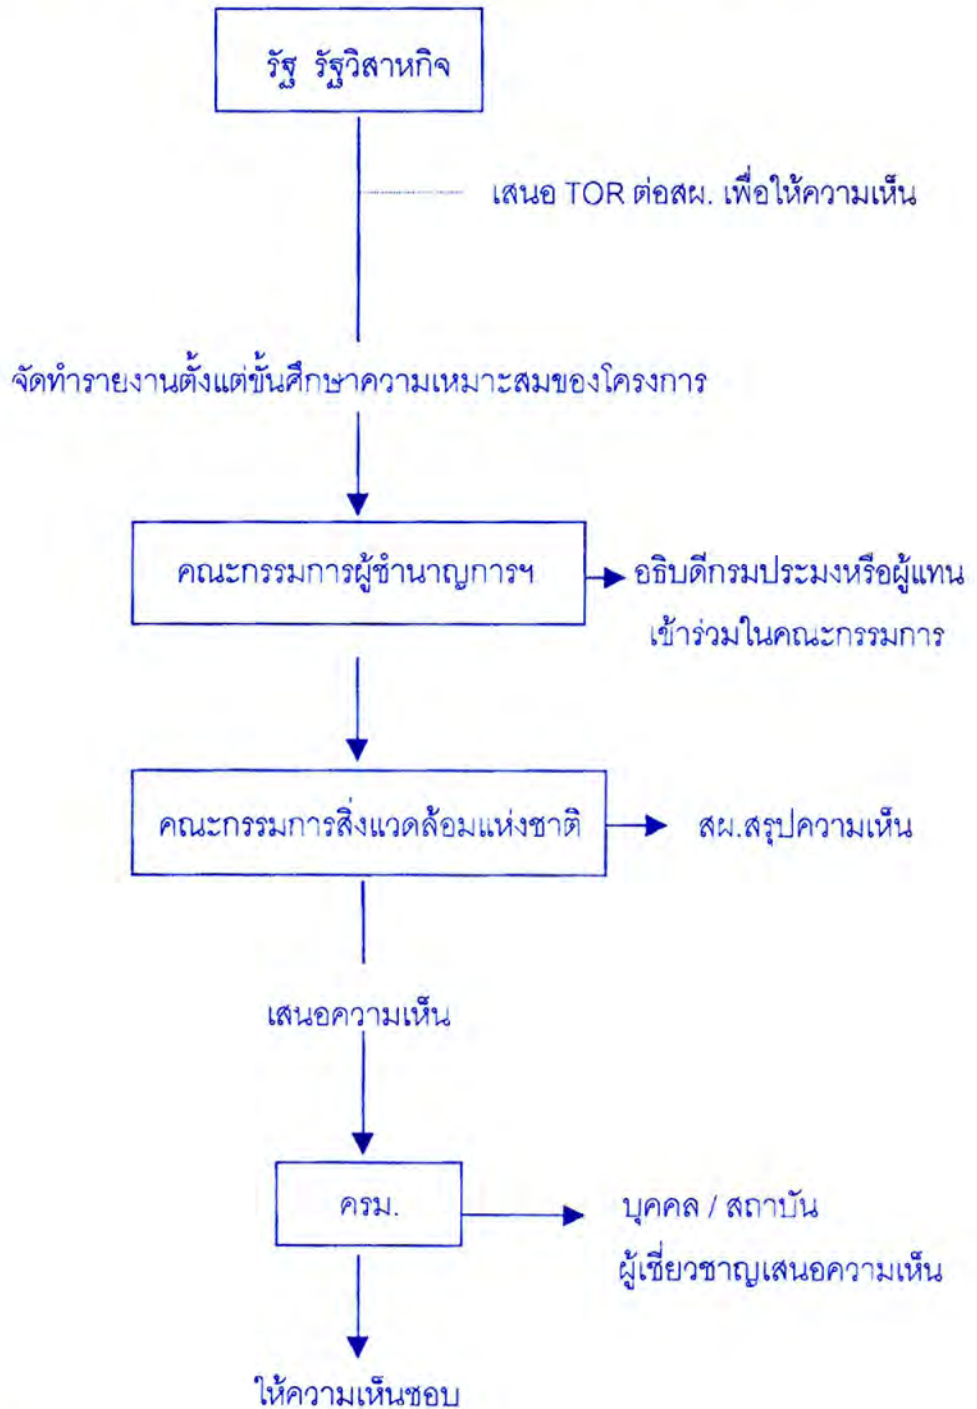 รัฐ รัฐวิสาหกิจ
เสนอ TOR ต่อสผ. เพื่อให้ความเห็น
จัดทำรายงานตั้งแต่ขั้นศึกษาความเหมาะสมของโครงการ
คณะกรรมการผู้ชำนาญการฯ
อธิบดีกรมประมงหรือผู้แทน
เข้าร่วมในคณะกรรมการ
คณะกรรมการสิ่งแวดล้อมแห่งชาติ
สผ.สรุปความเห็น
เสนอความเห็น
ครม.
บุคคล / สถาบัน
ผู้เชี่ยวชาญเสนอความเห็น
ให้ความเห็นชอบ